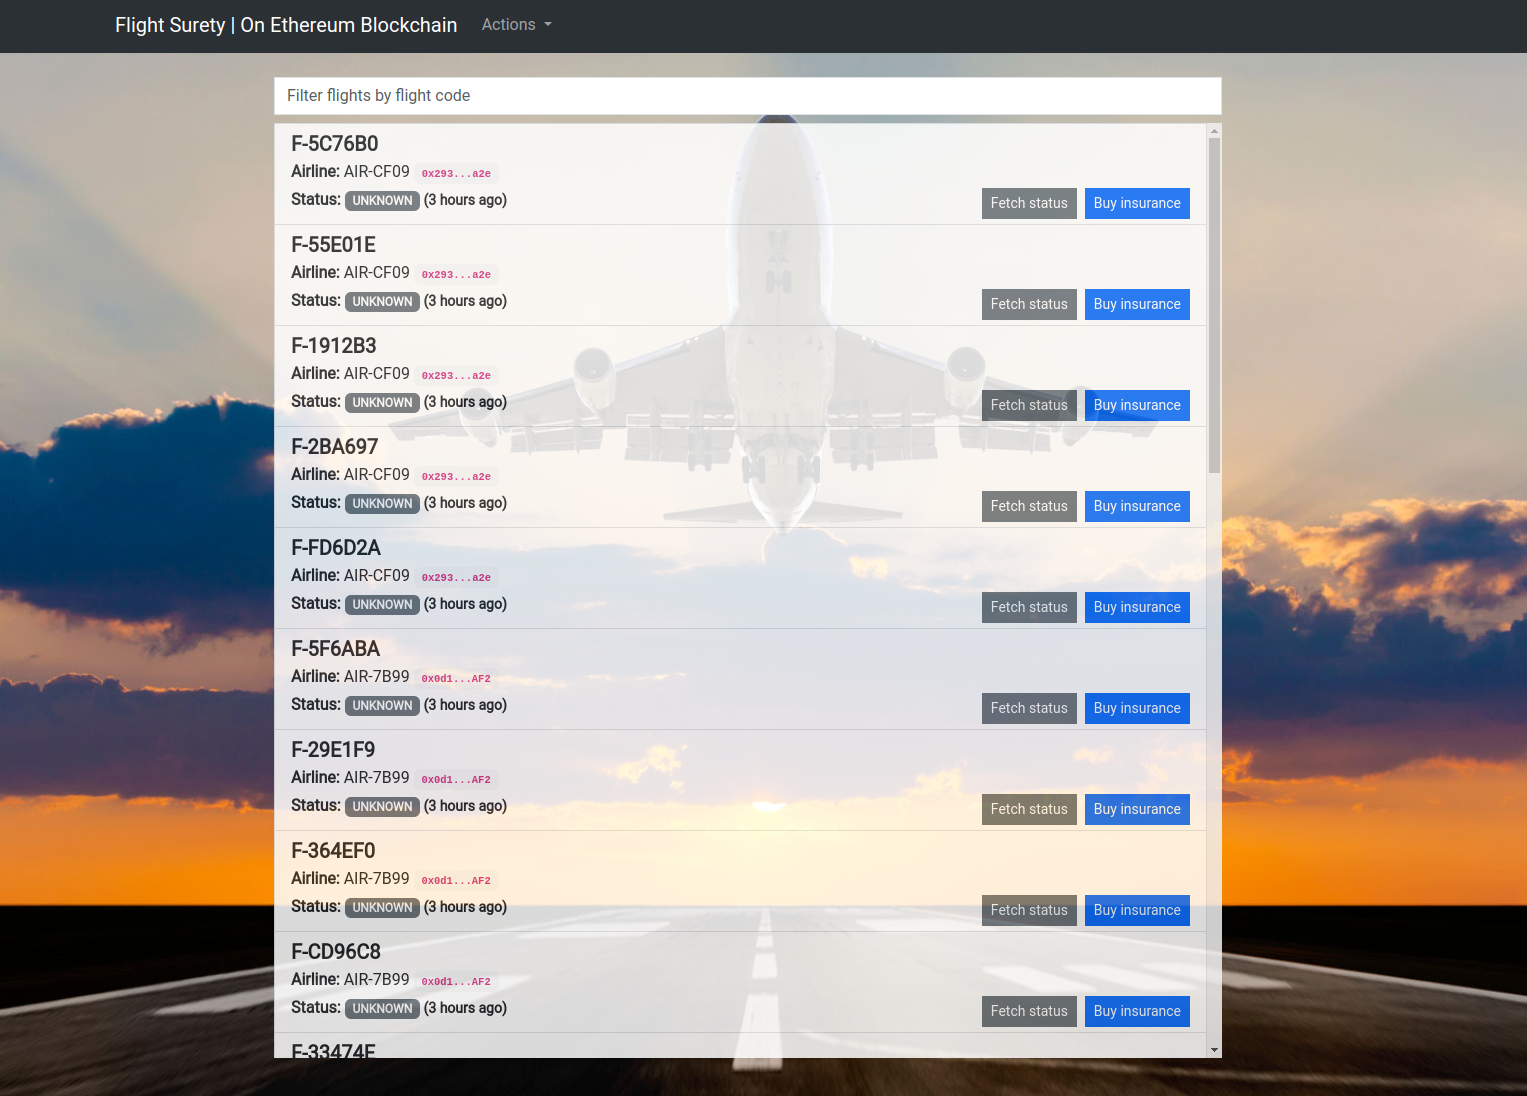 Flight Surety | On Ethereum Blockchain Actions
Filter flights by flight code
F-5C76B0
Airline: AIR-CF09 0x293...a2e
Status: UNKNOWN (3 hours ago) Fetch status Buy insurance
F-55E01E
Airline: AIR-CF09 0x293...a2e
Status: UNKNOWN (3 hours ago) Fetch status Buy insurance
F-1912B3
Airline: AIR-CF09 0x293...a2e
Status: UNKNOWN (3 hours ago) Fetch status Buy insurance
F-2BA697
Airline: AIR-CF09 0x293...a2e
Status: UNKNOWN (3 hours ago) Fetch status Buy insurance
F-FD6D2A
Airline: AIR-CF09 0x293...a2e
Status: UNKNOWN (3 hours ago) Fetch status Buy insurance
F-5F6ABA
Airline: AIR-7B99 0x0d1...AF2
Status: UNKNOWN (3 hours ago) Fetch status Buy insurance
F-29E1F9
Airline: AIR-7B99 0x0d1...AF2
Status: UNKNOWN (3 hours ago) Fetch status Buy insurance
F-364EF0
Airline: AIR-7B99 0x0d1...AF2
Status: UNKNOWN (3 hours ago) Fetch status Buy insurance
F-CD96C8
Airline: AIR-7B99 0x0d1...AF2
Status: UNKNOWN (3 hours ago) Fetch status Buy insurance
F-33474E